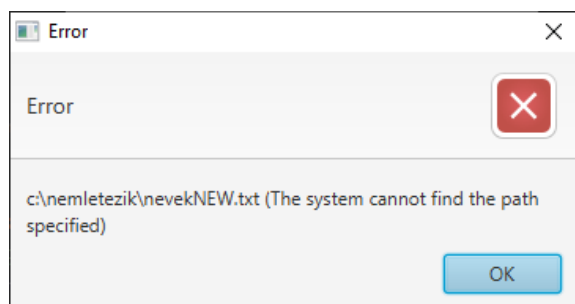 Error
Error
c:\nemletezik\nevekNEW.txt (The system cannot find the path
specified)
OK